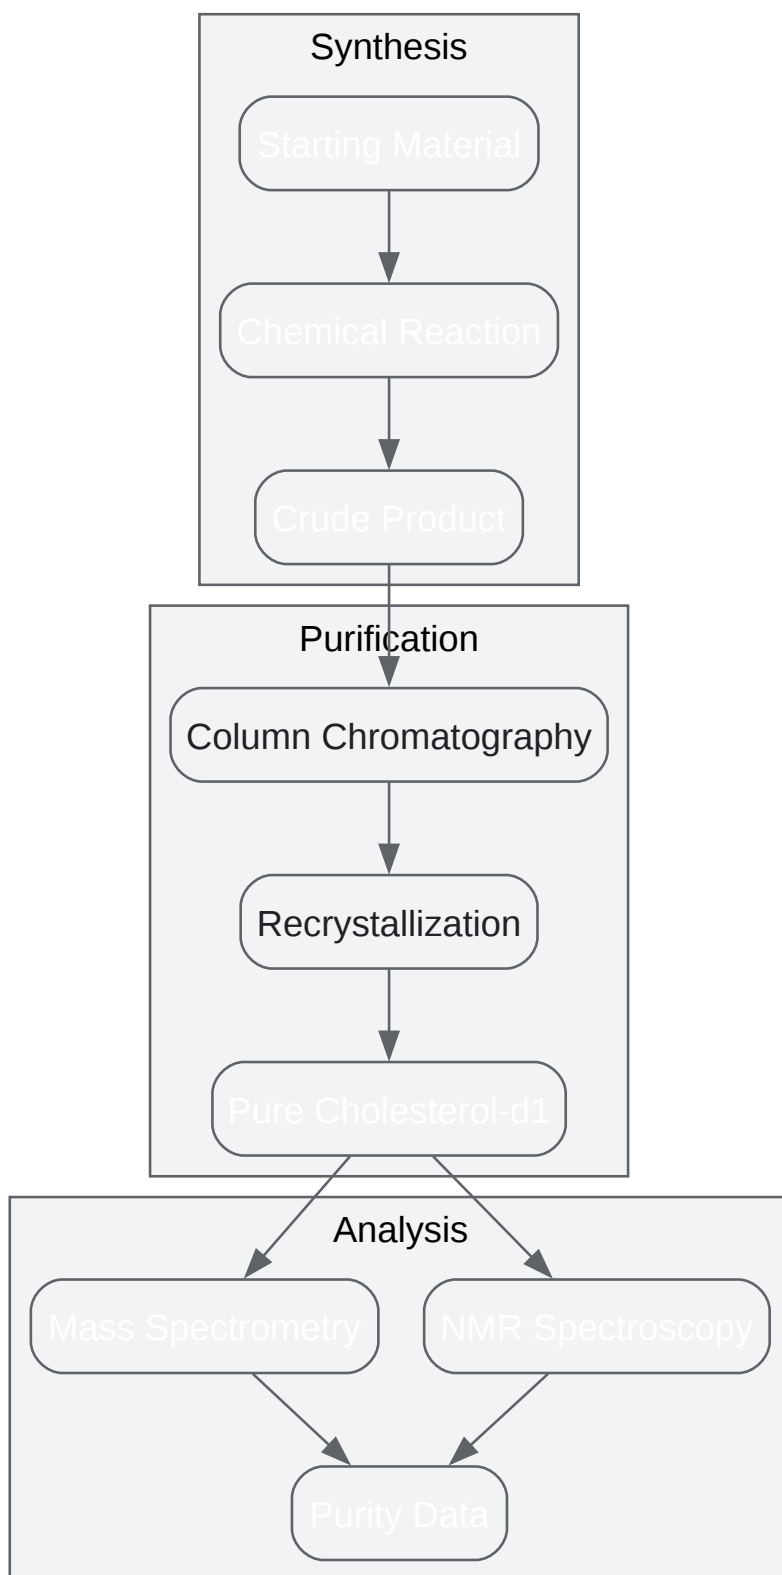 Synthesis
Starting Material
Chemical Reaction
Crude Product
Purification
Column Chromatography
Recrystallization
Pure Cholesterol-d1
Analysis
Mass Spectrometry
NMR Spectroscopy
Purity Data